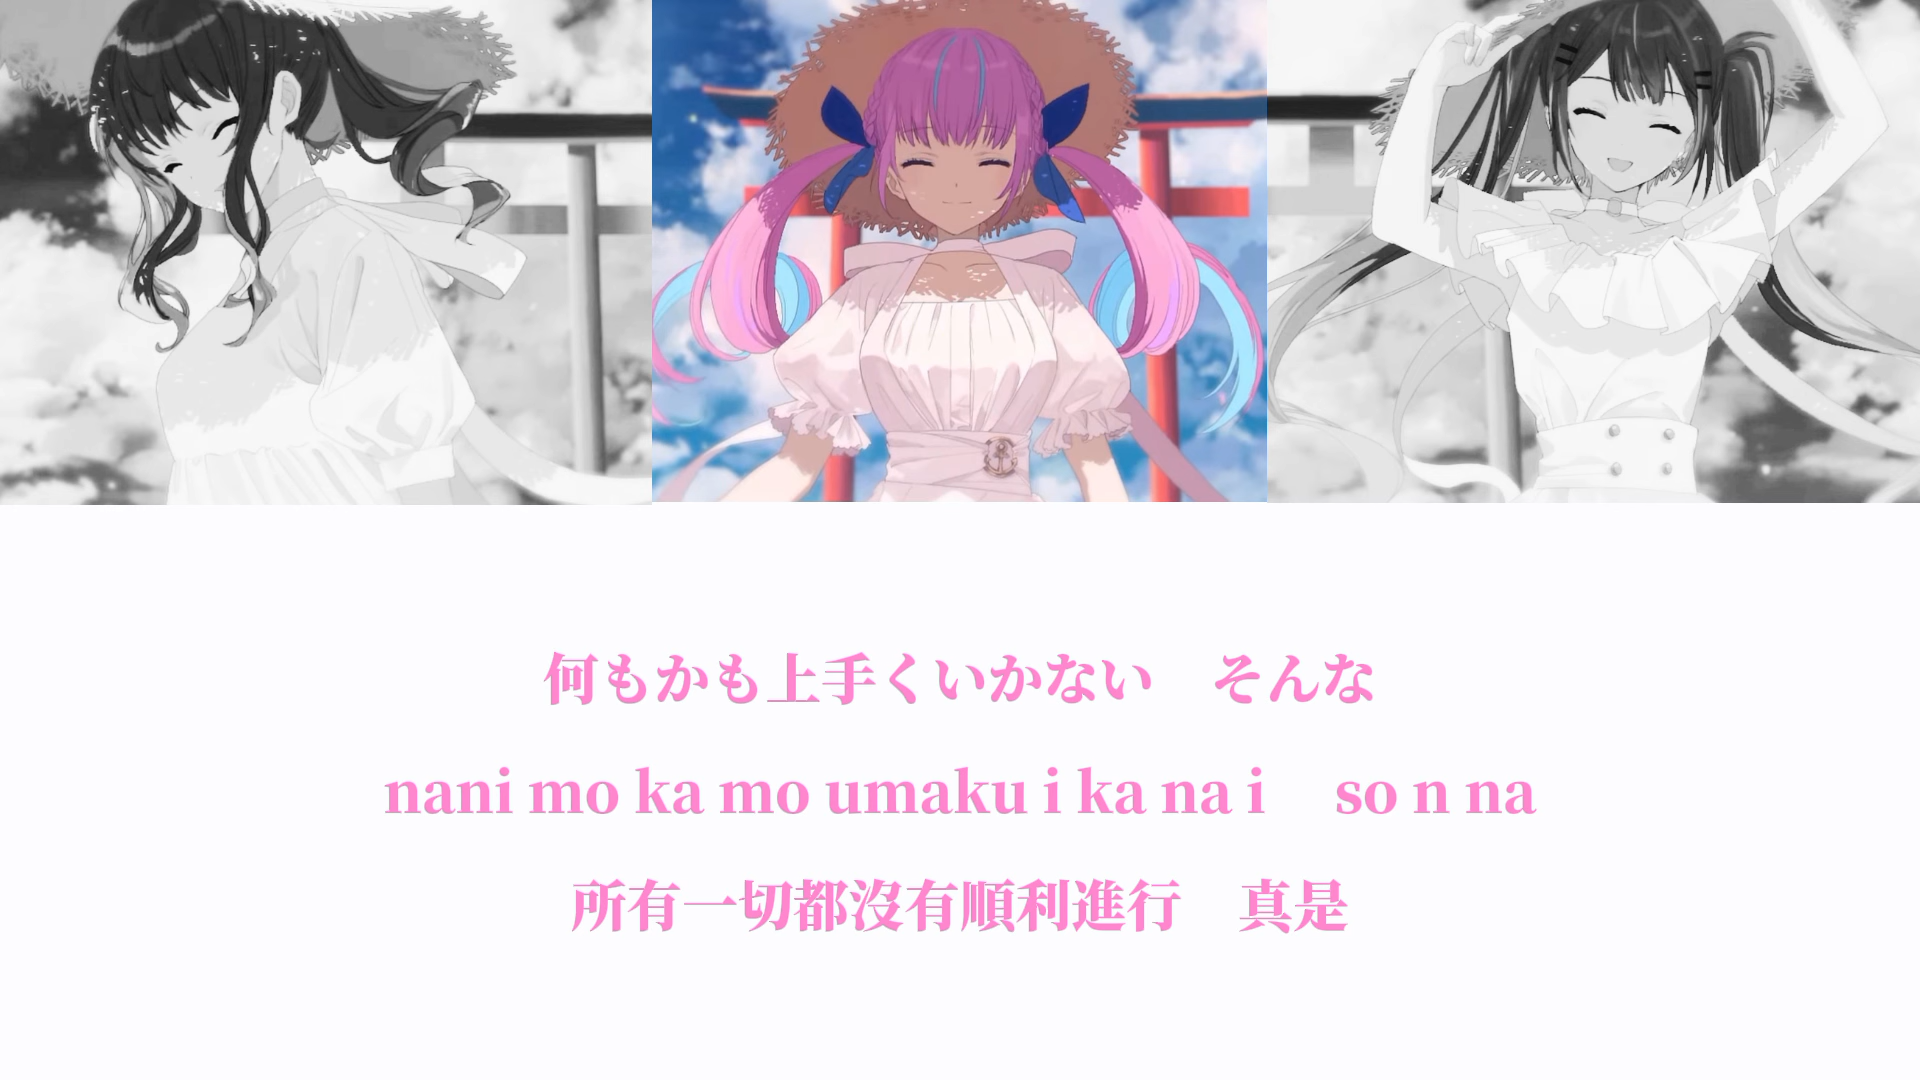 何もかも上手くいかない　そんな
nani mo ka mo umaku i ka na i　so n na
所有一切都沒有順利進行　真是